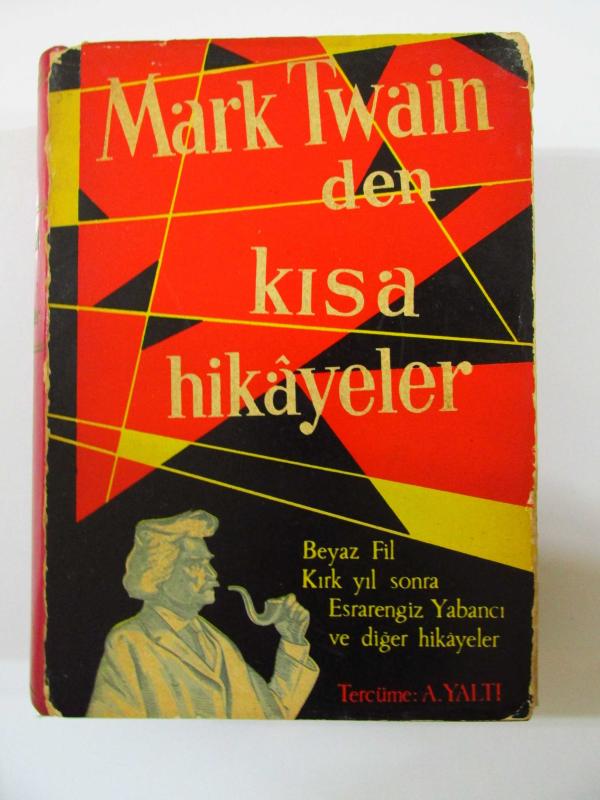 Mark Twain
den
kısa
hikâyeler
Beyaz Fil
Kırk yıl sonra
Esrarengiz Yabancı
ve diğer hikâyeler
Tercüme: A. YALTI